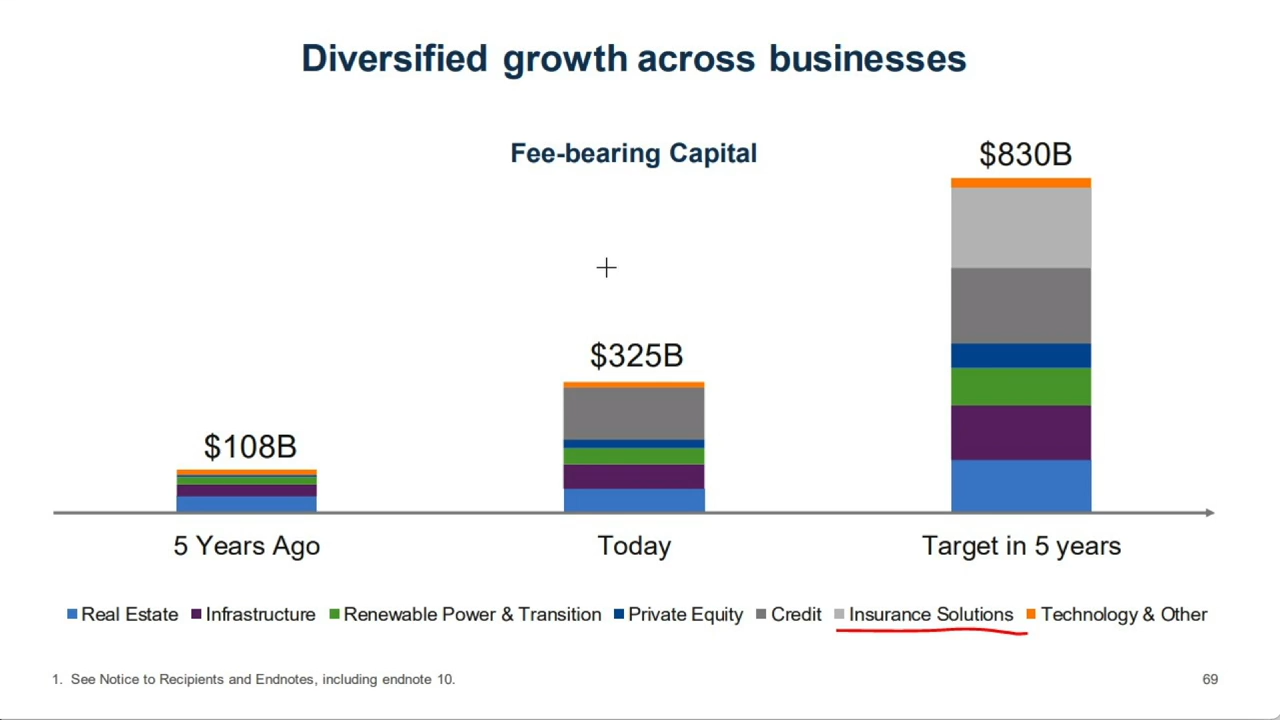 Diversified growth across businesses
Fee-bearing Capital
$830B
$325B
$108B
5 Years Ago Today Target in 5 years
Real Estate Infrastructure Renewable Power & Transition Private Equity Credit Insurance Solutions Technology & Other
1. See Notice to Recipients and Endnotes, including endnote 10. 69